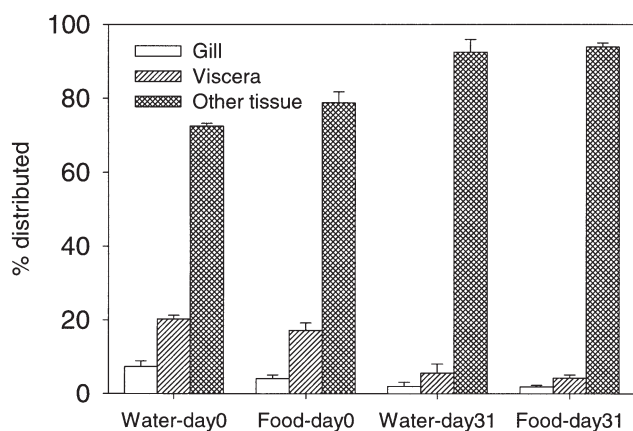 100
80
60
40
20
0
% distributed
Gill
Viscera
Other tissue
Water-day0 Food-day0 Water-day31 Food-day31